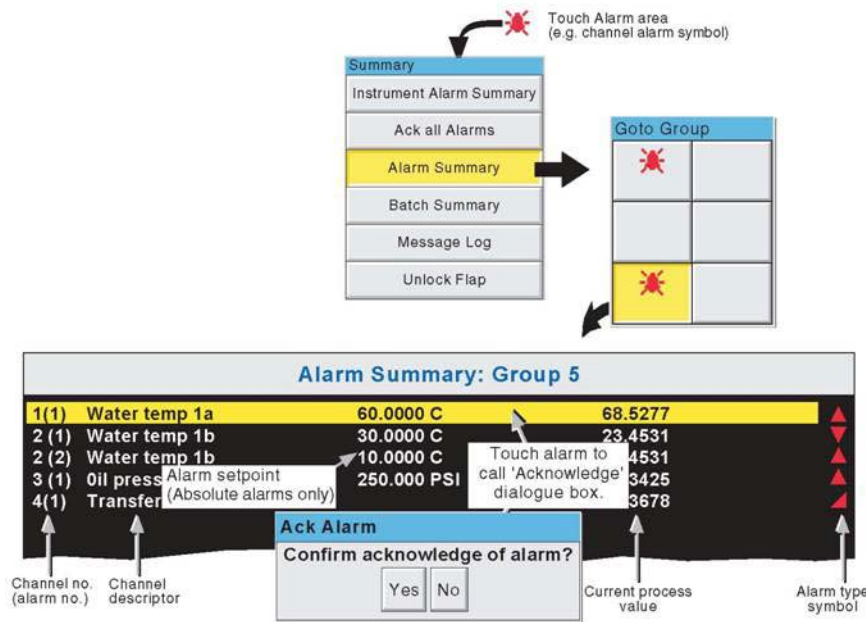 Touch Alarm area
(e.g. channel alarm symbol)
Summary
Instrument Alarm Summary
Ack all Alarms
Alarm Summary
Batch Summary
Message Log
Unlock Flap
Goto Group
Alarm Summary: Group 5
1(1) Water temp 1a 60.0000 C 68.5277
2 (1) Water temp 1b 30.0000 C 23.4531
2 (2) Water temp 1b 10.0000 C 4531
3 (1) Oil press 250.000 PSI 3425
4(1) Transfer 3678
Alarm setpoint
(Absolute alarms only)
Touch alarm to
call 'Acknowledge'
dialogue box.
Ack Alarm
Confirm acknowledge of alarm?
Yes No
Channel no.
(alarm no.)
Channel
descriptor
Current process
value
Alarm type
symbol